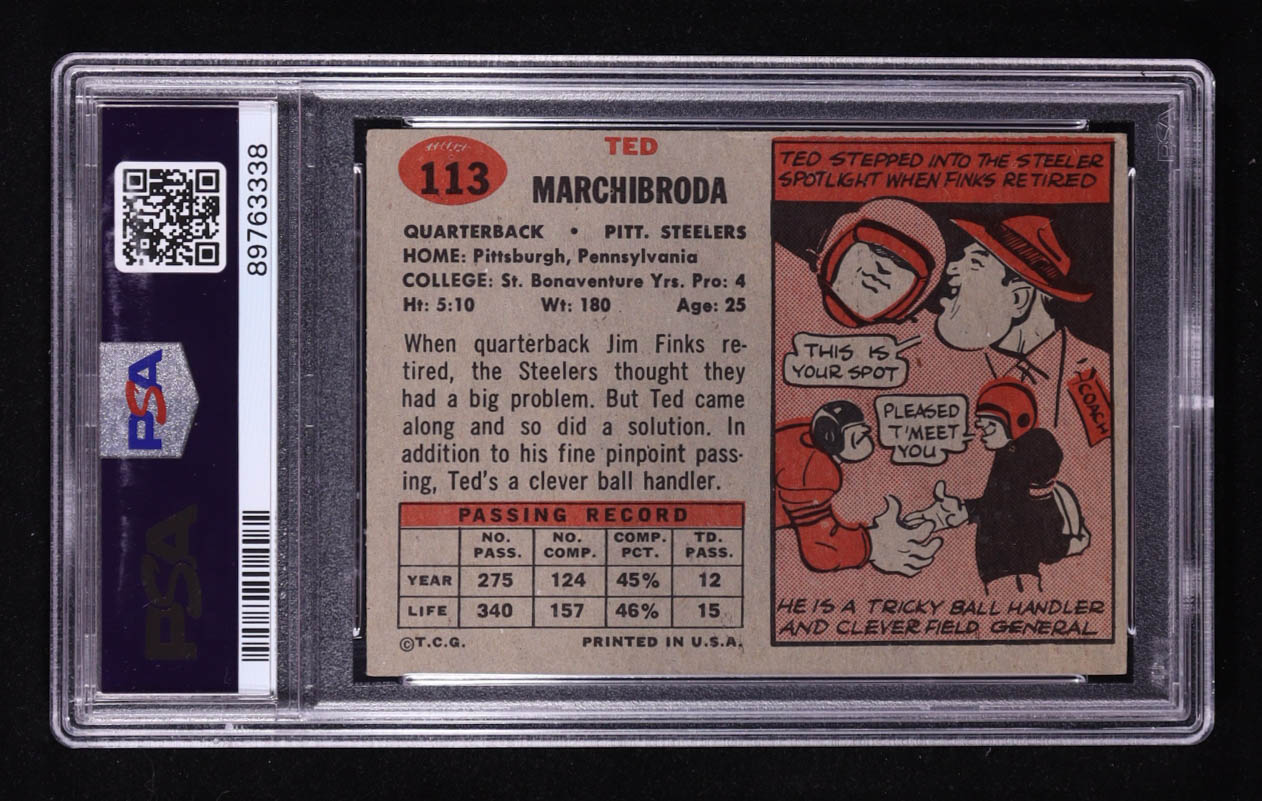 89763338
PSA
PSA
PSA
113
TED
MARCHIBRODA
QUARTERBACK • PITT. STEELERS
HOME: Pittsburgh, Pennsylvania
COLLEGE: St. Bonaventure Yrs. Pro: 4
Ht: 5:10 Wt: 180 Age: 25
When quarterback Jim Finks re-
tired, the Steelers thought they
had a big problem. But Ted came
along and so did a solution. In
addition to his fine pinpoint pass-
ing, Ted's a clever ball handler.
PASSING RECORD
NO. PASS. NO. COMP. COMP. PCT. TD. PASS.
YEAR 275 124 45% 12
LIFE 340 157 46% 15
©T.C.G. PRINTED IN U.S.A.
TED STEPPED INTO THE STEELER
SPOTLIGHT WHEN FINKS RETIRED
THIS IS
YOUR SPOT
COACH
PLEASED
T'MEET
YOU
HE IS A TRICKY BALL HANDLER
AND CLEVER FIELD GENERAL